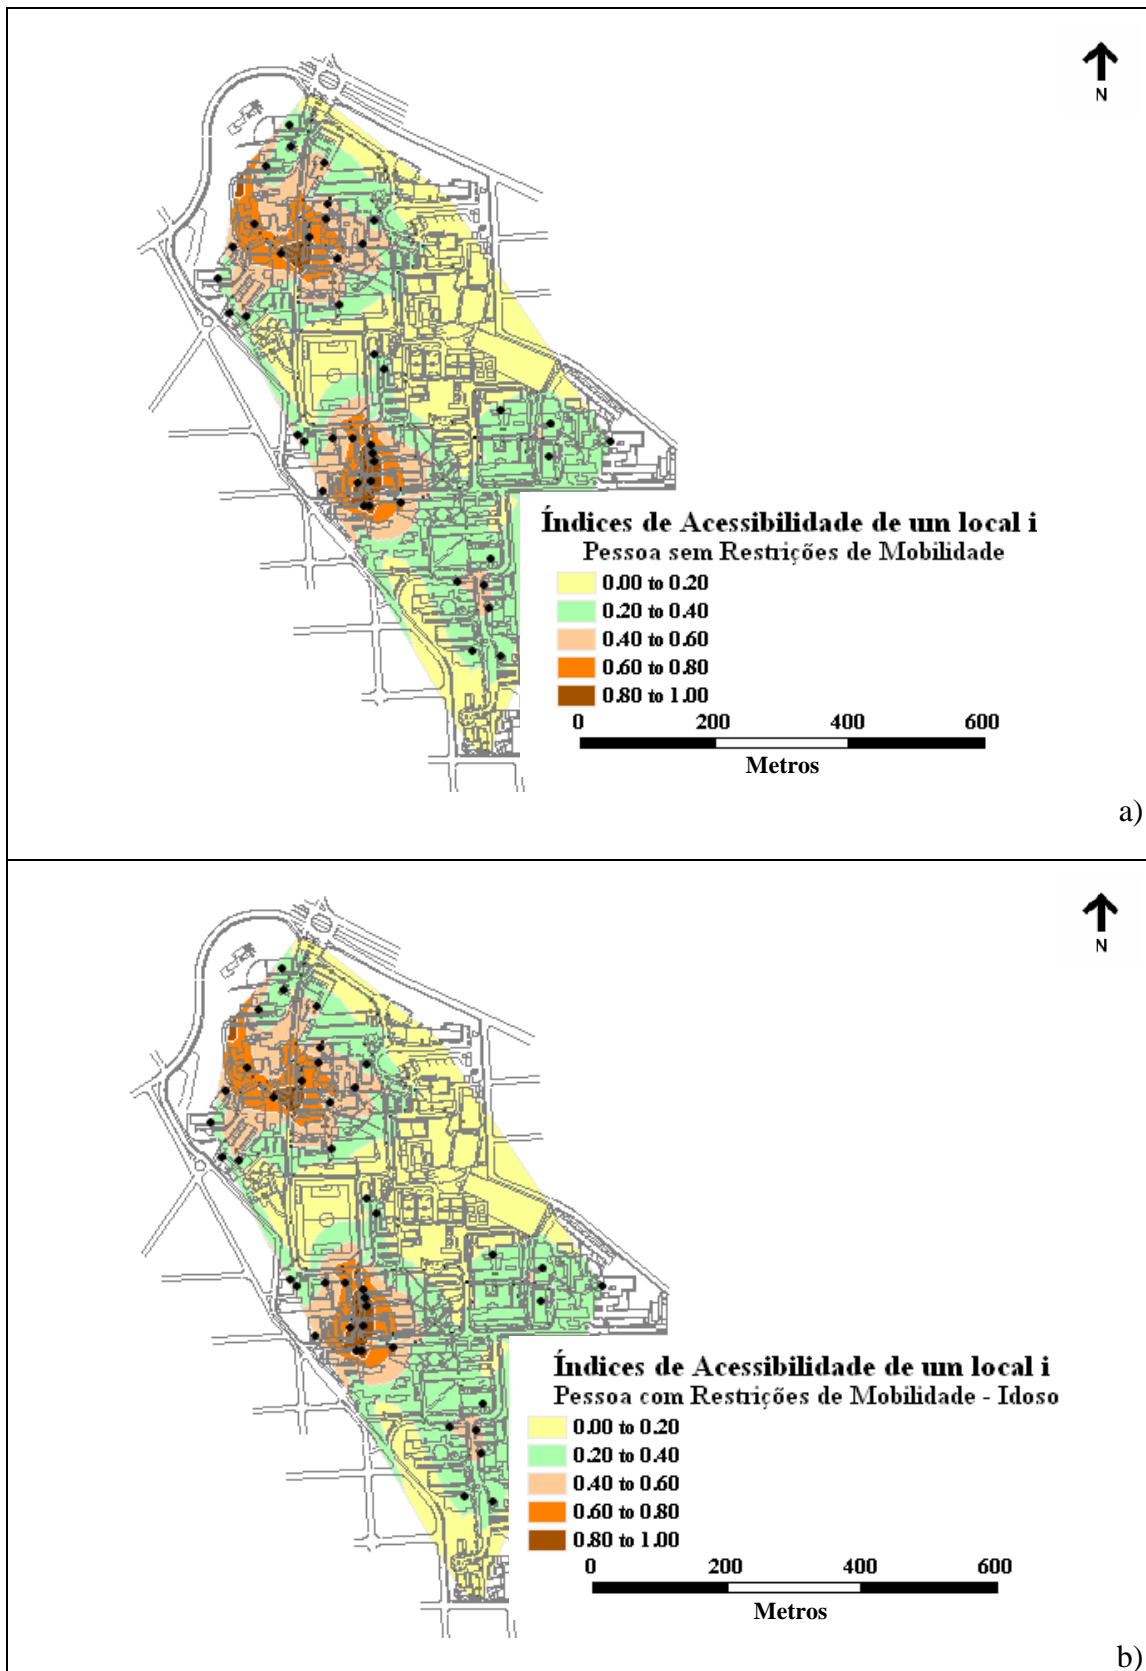 N
Índices de Acessibilidade de um local i
Pessoa sem Restrições de Mobilidade
0.00 to 0.20
0.20 to 0.40
0.40 to 0.60
0.60 to 0.80
0.80 to 1.00
0 200 400 600
Metros
a)
N
Índices de Acessibilidade de um local i
Pessoa com Restrições de Mobilidade - Idoso
0.00 to 0.20
0.20 to 0.40
0.40 to 0.60
0.60 to 0.80
0.80 to 1.00
0 200 400 600
Metros
b)